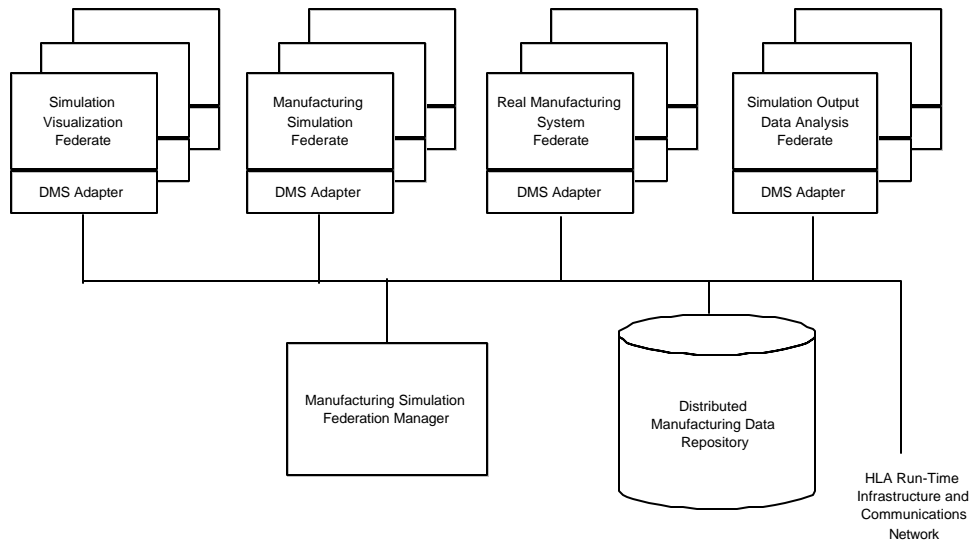 Simulation
Visualization
Federate
DMS Adapter
Manufacturing
Simulation
Federate
DMS Adapter
Real Manufacturing
System
Federate
DMS Adapter
Simulation Output
Data Analysis
Federate
DMS Adapter
Manufacturing Simulation
Federation Manager
Distributed
Manufacturing Data
Repository
HLA Run-Time
Infrastructure and
Communications
Network